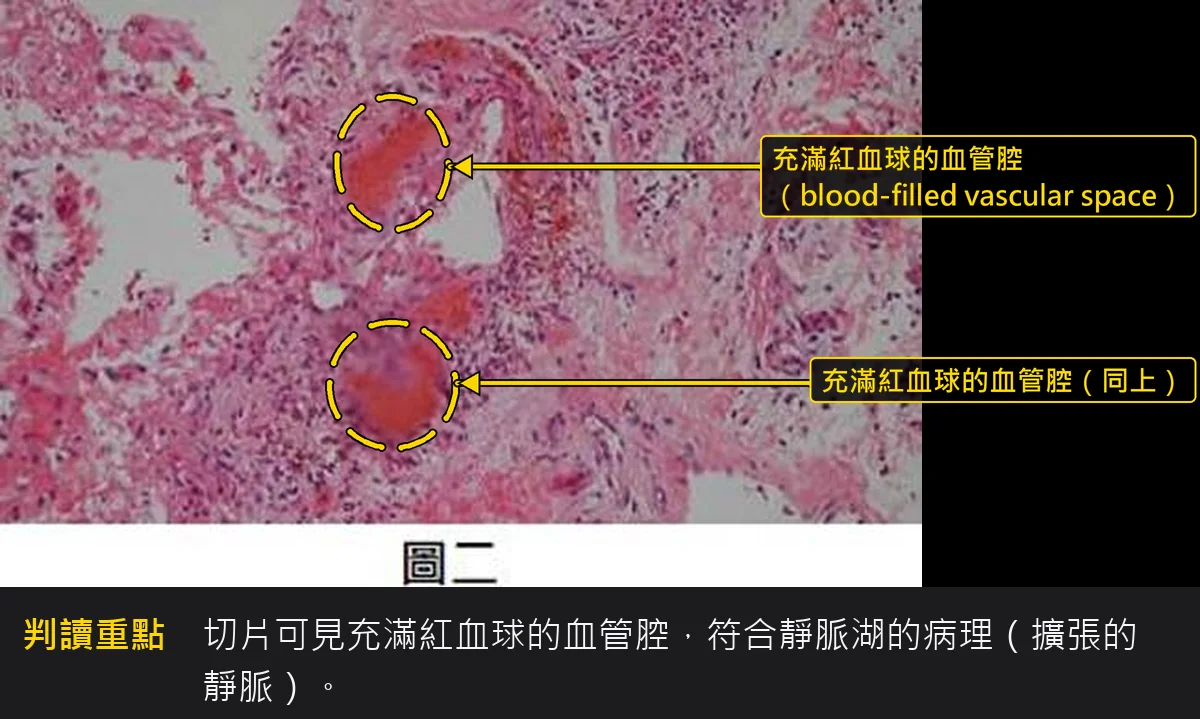 充滿紅血球的血管腔
（blood-filled vascular space）
充滿紅血球的血管腔（同上）
圖二
判讀重點 切片可見充滿紅血球的血管腔，符合靜脈湖的病理（擴張的
靜脈）。